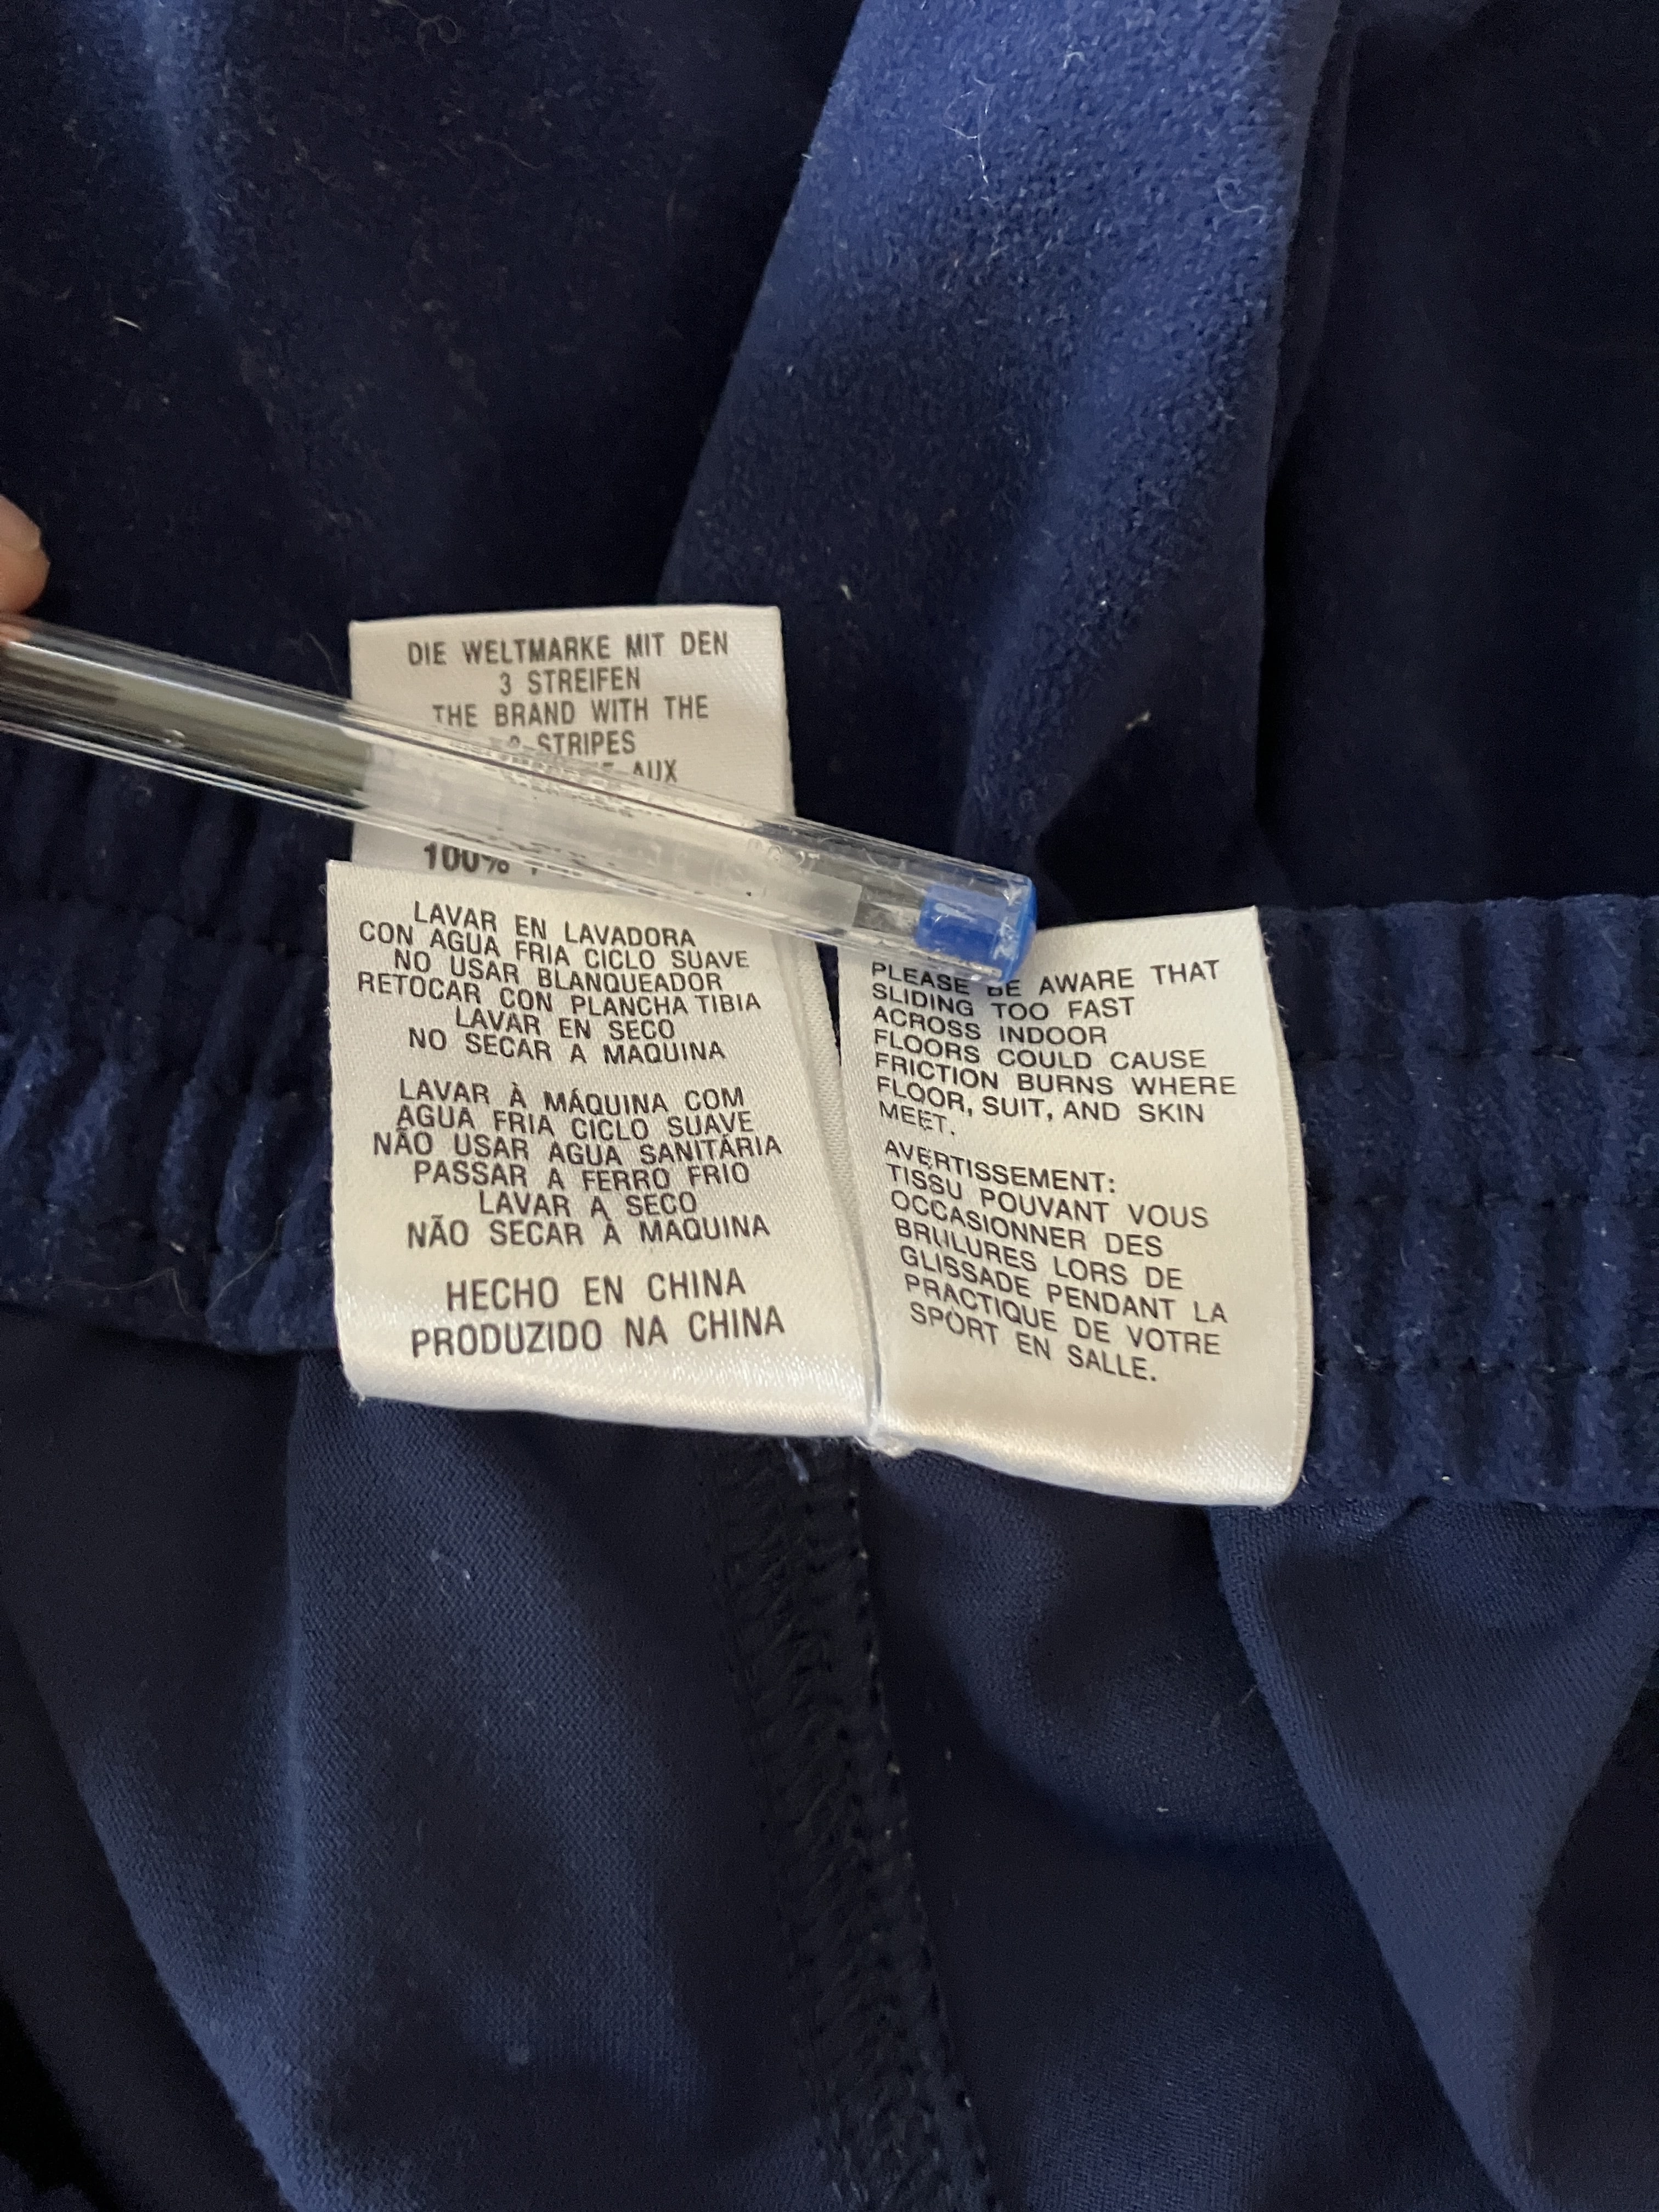 DIE WELTMARKE MIT DEN
3 STREIFEN
THE BRAND WITH THE
3 STRIPES
AUX
100%
LAVAR EN LAVADORA
CON AGUA FRIA CICLO SUAVE
NO USAR BLANQUEADOR
RETOCAR CON PLANCHA TIBIA
LAVAR EN SECO
NO SECAR A MAQUINA
LAVAR À MÁQUINA COM
AGUA FRIA CICLO SUAVE
NÃO USAR AGUA SANITÁRIA
PASSAR A FERRO FRIO
LAVAR A SECO
NÃO SECAR À MAQUINA
HECHO EN CHINA
PRODUZIDO NA CHINA
PLEASE BE AWARE THAT
SLIDING TOO FAST
ACROSS INDOOR
FLOORS COULD CAUSE
FRICTION BURNS WHERE
FLOOR, SUIT, AND SKIN
MEET.
AVERTISSEMENT:
TISSU POUVANT VOUS
OCCASIONNER DES
BRULURES LORS DE
GLISSADE PENDANT LA
PRACTIQUE DE VOTRE
SPORT EN SALLE.